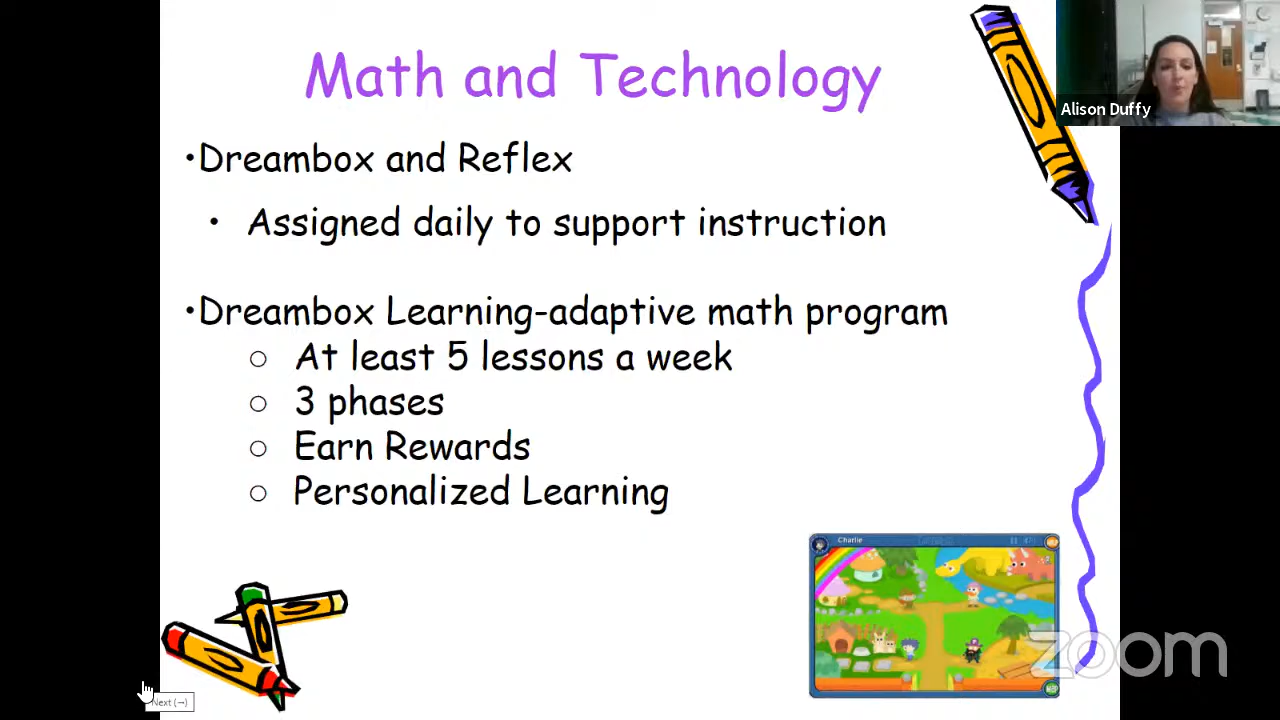 Math and Technology
Alison Duffy
•Dreambox and Reflex
• Assigned daily to support instruction
•Dreambox Learning-adaptive math program
○ At least 5 lessons a week
○ 3 phases
○ Earn Rewards
○ Personalized Learning
Charlie
zoom
Next (→)